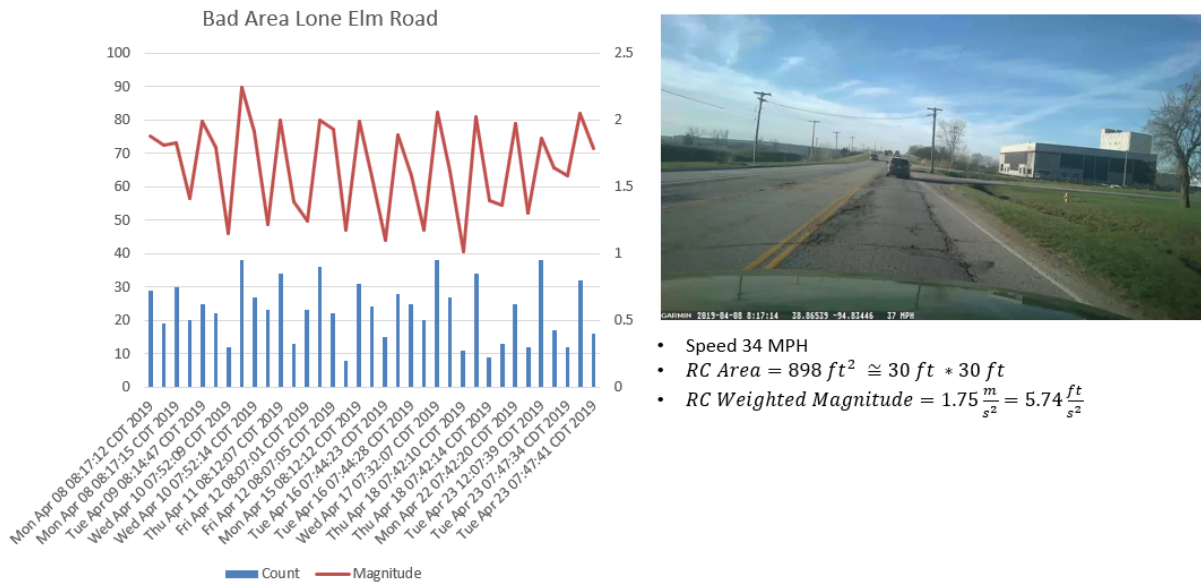 Bad Area Lone Elm Road
100
90
80
70
60
50
40
30
20
10
0
2.5
2
1.5
1
0.5
0
Mon Apr 08 08:17:12 CDT 2019
Mon Apr 08 08:17:15 CDT 2019
Tue Apr 09 08:14:47 CDT 2019
Wed Apr 10 07:52:09 CDT 2019
Wed Apr 10 07:52:14 CDT 2019
Thu Apr 11 08:12:07 CDT 2019
Fri Apr 12 08:07:01 CDT 2019
Fri Apr 12 08:07:05 CDT 2019
Mon Apr 15 08:12:12 CDT 2019
Tue Apr 16 07:44:23 CDT 2019
Tue Apr 16 07:44:28 CDT 2019
Wed Apr 17 07:32:07 CDT 2019
Thu Apr 18 07:42:10 CDT 2019
Thu Apr 18 07:42:14 CDT 2019
Mon Apr 22 07:42:20 CDT 2019
Tue Apr 23 12:07:39 CDT 2019
Tue Apr 23 07:47:34 CDT 2019
Tue Apr 23 07:47:41 CDT 2019
Count Magnitude
GARMIN 2019-04-08 8:17:14 38.86539 -94.83446 37 MPH
• Speed 34 MPH
• RC Area = 898 ft² ≅ 30 ft ∗ 30 ft
• RC Weighted Magnitude = 1.75 m/s² = 5.74 ft/s²